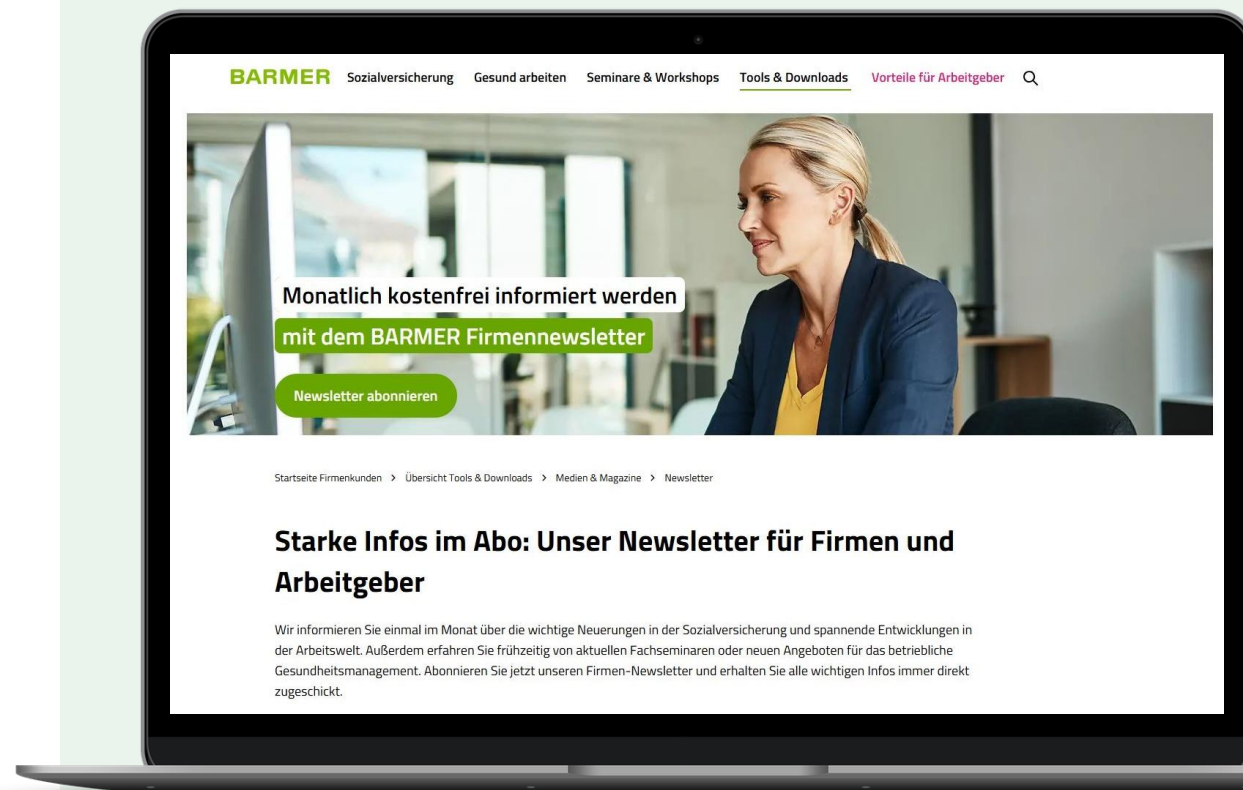 BARMER Sozialversicherung Gesund arbeiten Seminare & Workshops Tools & Downloads Vorteile für Arbeitgeber
Monatlich kostenfrei informiert werden
mit dem BARMER Firmennewsletter
Newsletter abonnieren
Startseite Firmenkunden > Übersicht Tools & Downloads > Medien & Magazine > Newsletter
Starke Infos im Abo: Unser Newsletter für Firmen und
Arbeitgeber
Wir informieren Sie einmal im Monat über die wichtige Neuerungen in der Sozialversicherung und spannende Entwicklungen in
der Arbeitswelt. Außerdem erfahren Sie frühzeitig von aktuellen Fachseminaren oder neuen Angeboten für das betriebliche
Gesundheitsmanagement. Abonnieren Sie jetzt unseren Firmen-Newsletter und erhalten Sie alle wichtigen Infos immer direkt
zugeschickt.